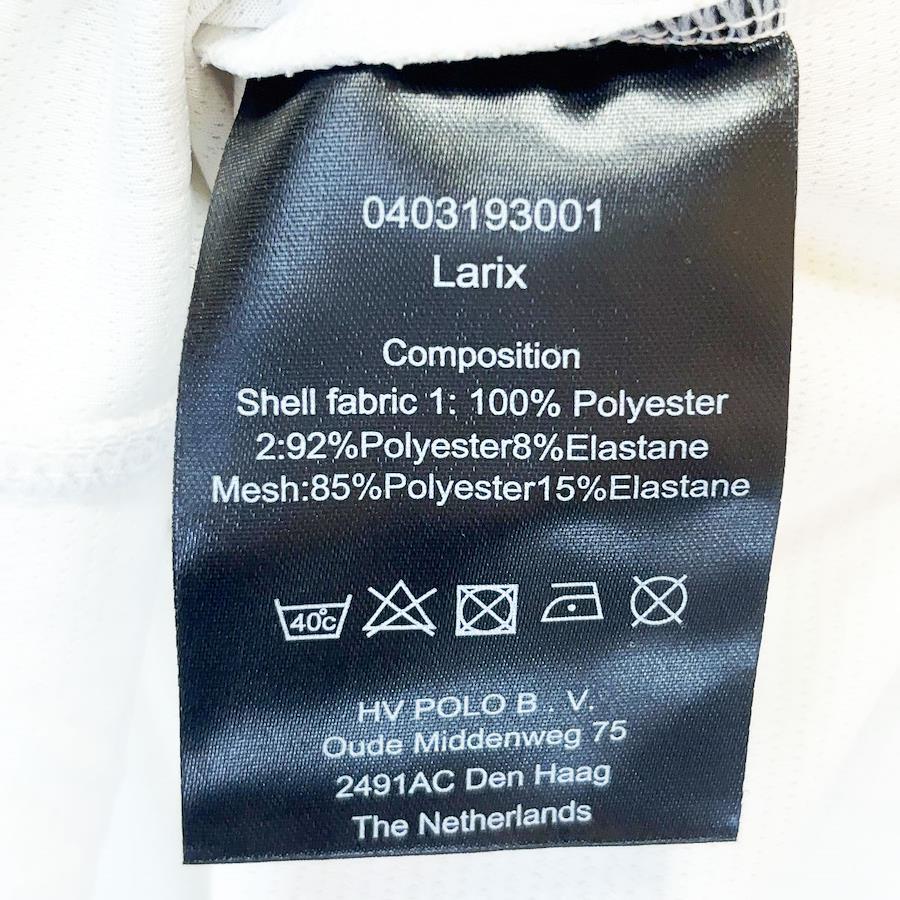 0403193001
Larix
Composition
Shell fabric 1: 100% Polyester
2:92%Polyester8%Elastane
Mesh:85%Polyester15%Elastane
40°c
HV POLO B . V.
Oude Middenweg 75
2491AC Den Haag
The Netherlands